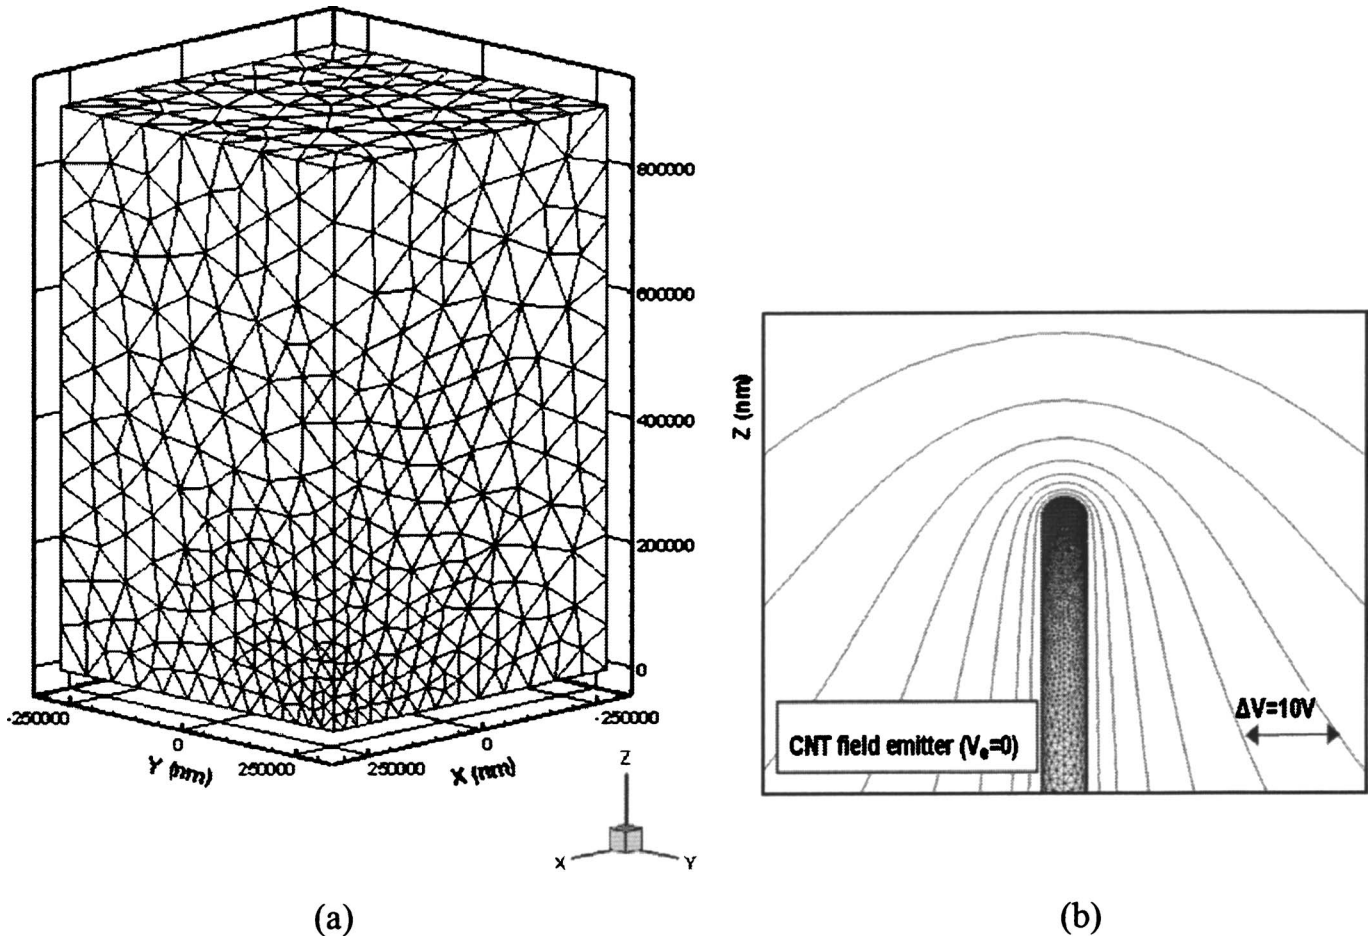 800000
600000
400000
200000
0
-250000
0
250000
Y (nm)
250000
0
-250000
X (nm)
Z
X
Y
(a)
Z (nm)
ΔV=10V
CNT field emitter (Ve=0)
(b)